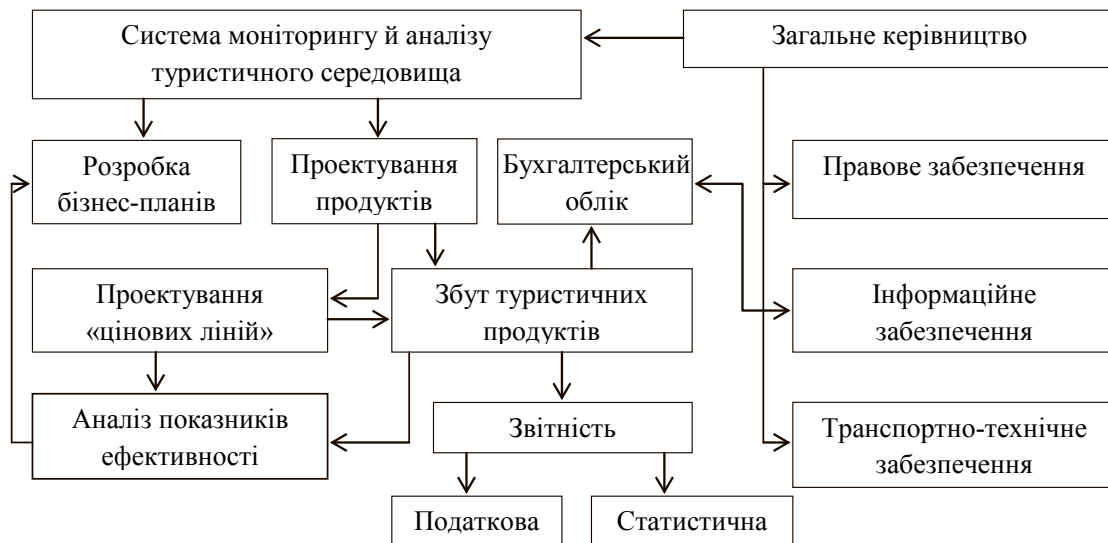 Система моніторингу й аналізу
туристичного середовища
Загальне керівництво
Розробка
бізнес-планів
Проектування
продуктів
Бухгалтерський
облік
Правове забезпечення
Проектування
«цінових ліній»
Збут туристичних
продуктів
Інформаційне
забезпечення
Аналіз показників
ефективності
Звітність
Транспортно-технічне
забезпечення
Податкова
Статистична